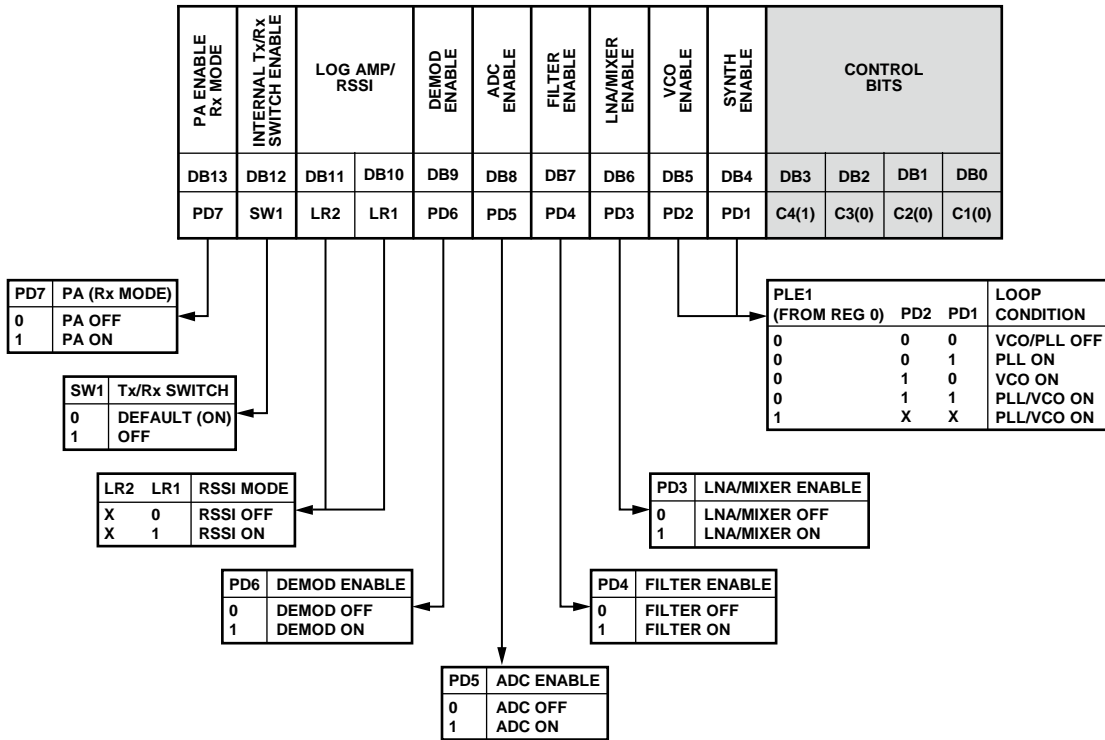 PA ENABLE
Rx MODE
INTERNAL Tx/Rx
SWITCH ENABLE
LOG AMP/
RSSI
DEMOD
ENABLE
ADC
ENABLE
FILTER
ENABLE
LNA/MIXER
ENABLE
VCO
ENABLE
SYNTH
ENABLE
CONTROL
BITS
DB13 DB12 DB11 DB10 DB9 DB8 DB7 DB6 DB5 DB4 DB3 DB2 DB1 DB0
PD7 SW1 LR2 LR1 PD6 PD5 PD4 PD3 PD2 PD1 C4(1) C3(0) C2(0) C1(0)
PD7 PA (Rx MODE)
0 PA OFF
1 PA ON
PLE1
(FROM REG 0) PD2 PD1 LOOP
CONDITION
0 0 0 VCO/PLL OFF
0 0 1 PLL ON
0 1 0 VCO ON
0 1 1 PLL/VCO ON
1 X X PLL/VCO ON
SW1 Tx/Rx SWITCH
0 DEFAULT (ON)
1 OFF
LR2 LR1 RSSI MODE
X 0 RSSI OFF
X 1 RSSI ON
PD3 LNA/MIXER ENABLE
0 LNA/MIXER OFF
1 LNA/MIXER ON
PD6 DEMOD ENABLE
0 DEMOD OFF
1 DEMOD ON
PD4 FILTER ENABLE
0 FILTER OFF
1 FILTER ON
PD5 ADC ENABLE
0 ADC OFF
1 ADC ON